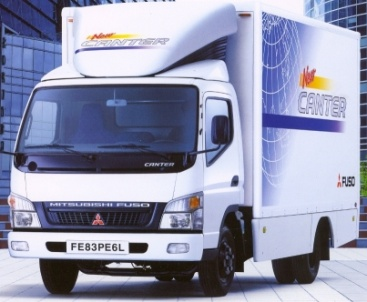 New
CANTER
New
CANTER
CANTER
FUSO
MITSUBISHI FUSO
FE83PE6L